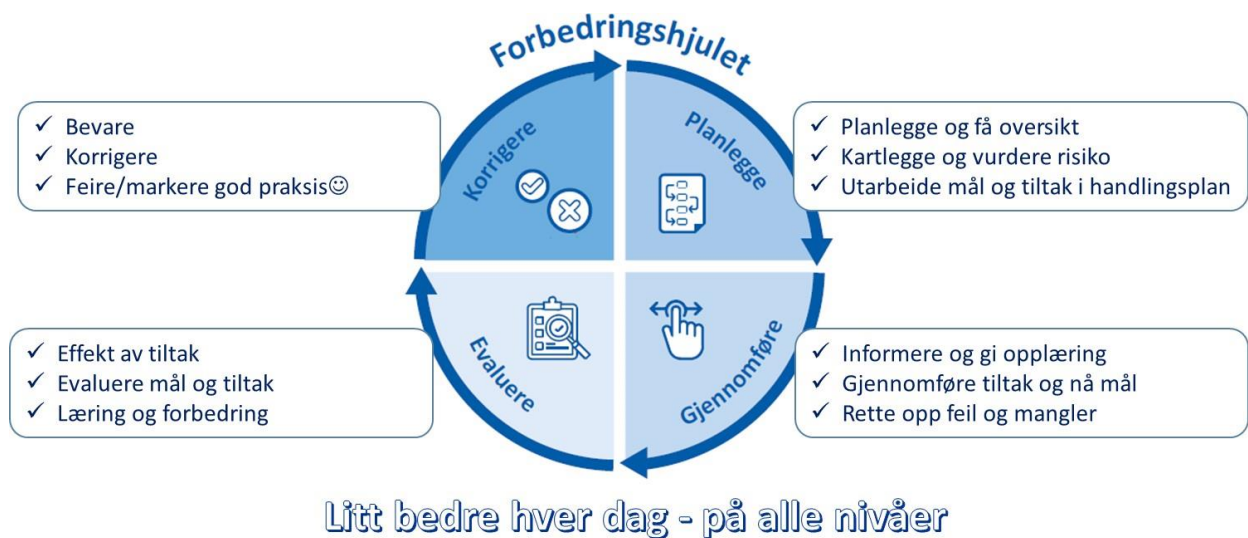 Forbedringshjulet
Korrigere
✓ Bevare
✓ Korrigere
✓ Feire/markere god praksis☺
Planlegge
✓ Planlegge og få oversikt
✓ Kartlegge og vurdere risiko
✓ Utarbeide mål og tiltak i handlingsplan
Evaluere
✓ Effekt av tiltak
✓ Evaluere mål og tiltak
✓ Læring og forbedring
Gjennomføre
✓ Informere og gi opplæring
✓ Gjennomføre tiltak og nå mål
✓ Rette opp feil og mangler
Litt bedre hver dag - på alle nivåer